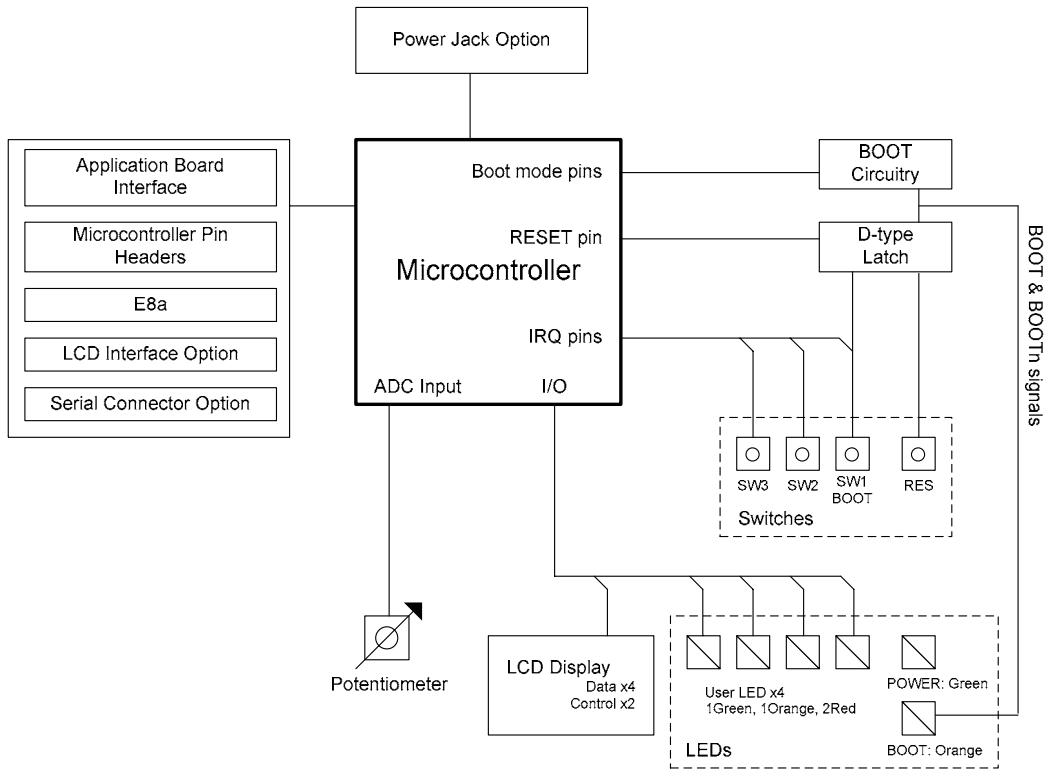 Power Jack Option
Application Board
Interface
Microcontroller Pin
Headers
E8a
LCD Interface Option
Serial Connector Option
Boot mode pins
RESET pin
Microcontroller
IRQ pins
ADC Input
I/O
BOOT
Circuitry
D-type
Latch
BOOT & BOOTn signals
SW3
SW2
SW1
BOOT
RES
Switches
Potentiometer
LCD Display
Data x4
Control x2
User LED x4
1Green, 1Orange, 2Red
POWER: Green
BOOT: Orange
LEDs